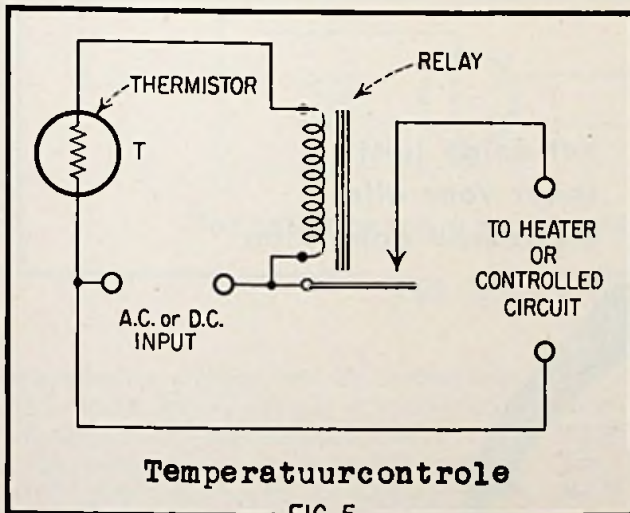 RELAY
THERMISTOR
T
TO HEATER
OR
CONTROLLED
CIRCUIT
A.C. or D.C.
INPUT
Temperatuurcontrole
FIG. 5